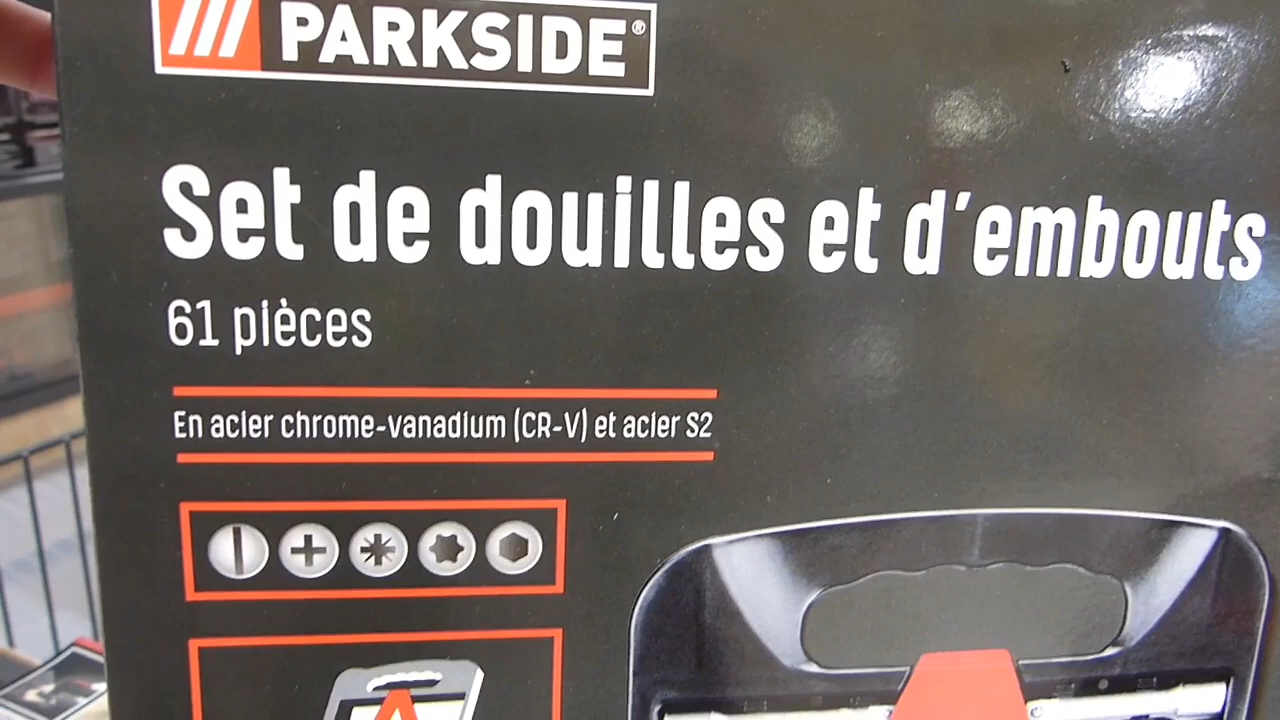 PARKSIDE®
Set de douilles et d'embouts
61 pièces
En acier chrome-vanadium (CR-V) et acier S2